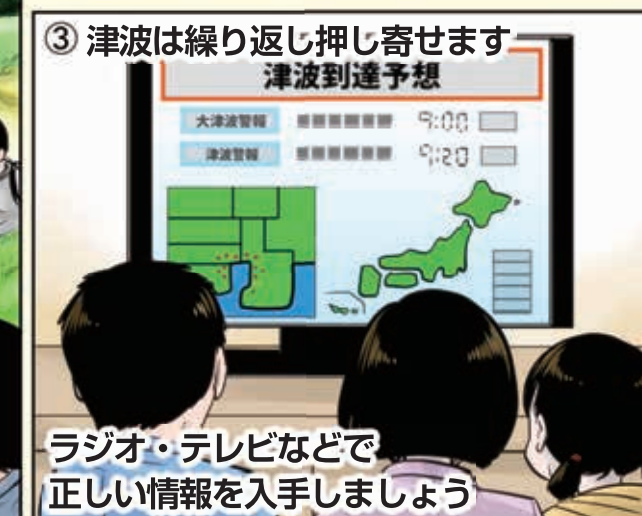 ③ 津波は繰り返し押し寄せます
津波到達予想
大津波警報 9:00
津波警報 9:20
ラジオ・テレビなどで
正しい情報を入手しましょう